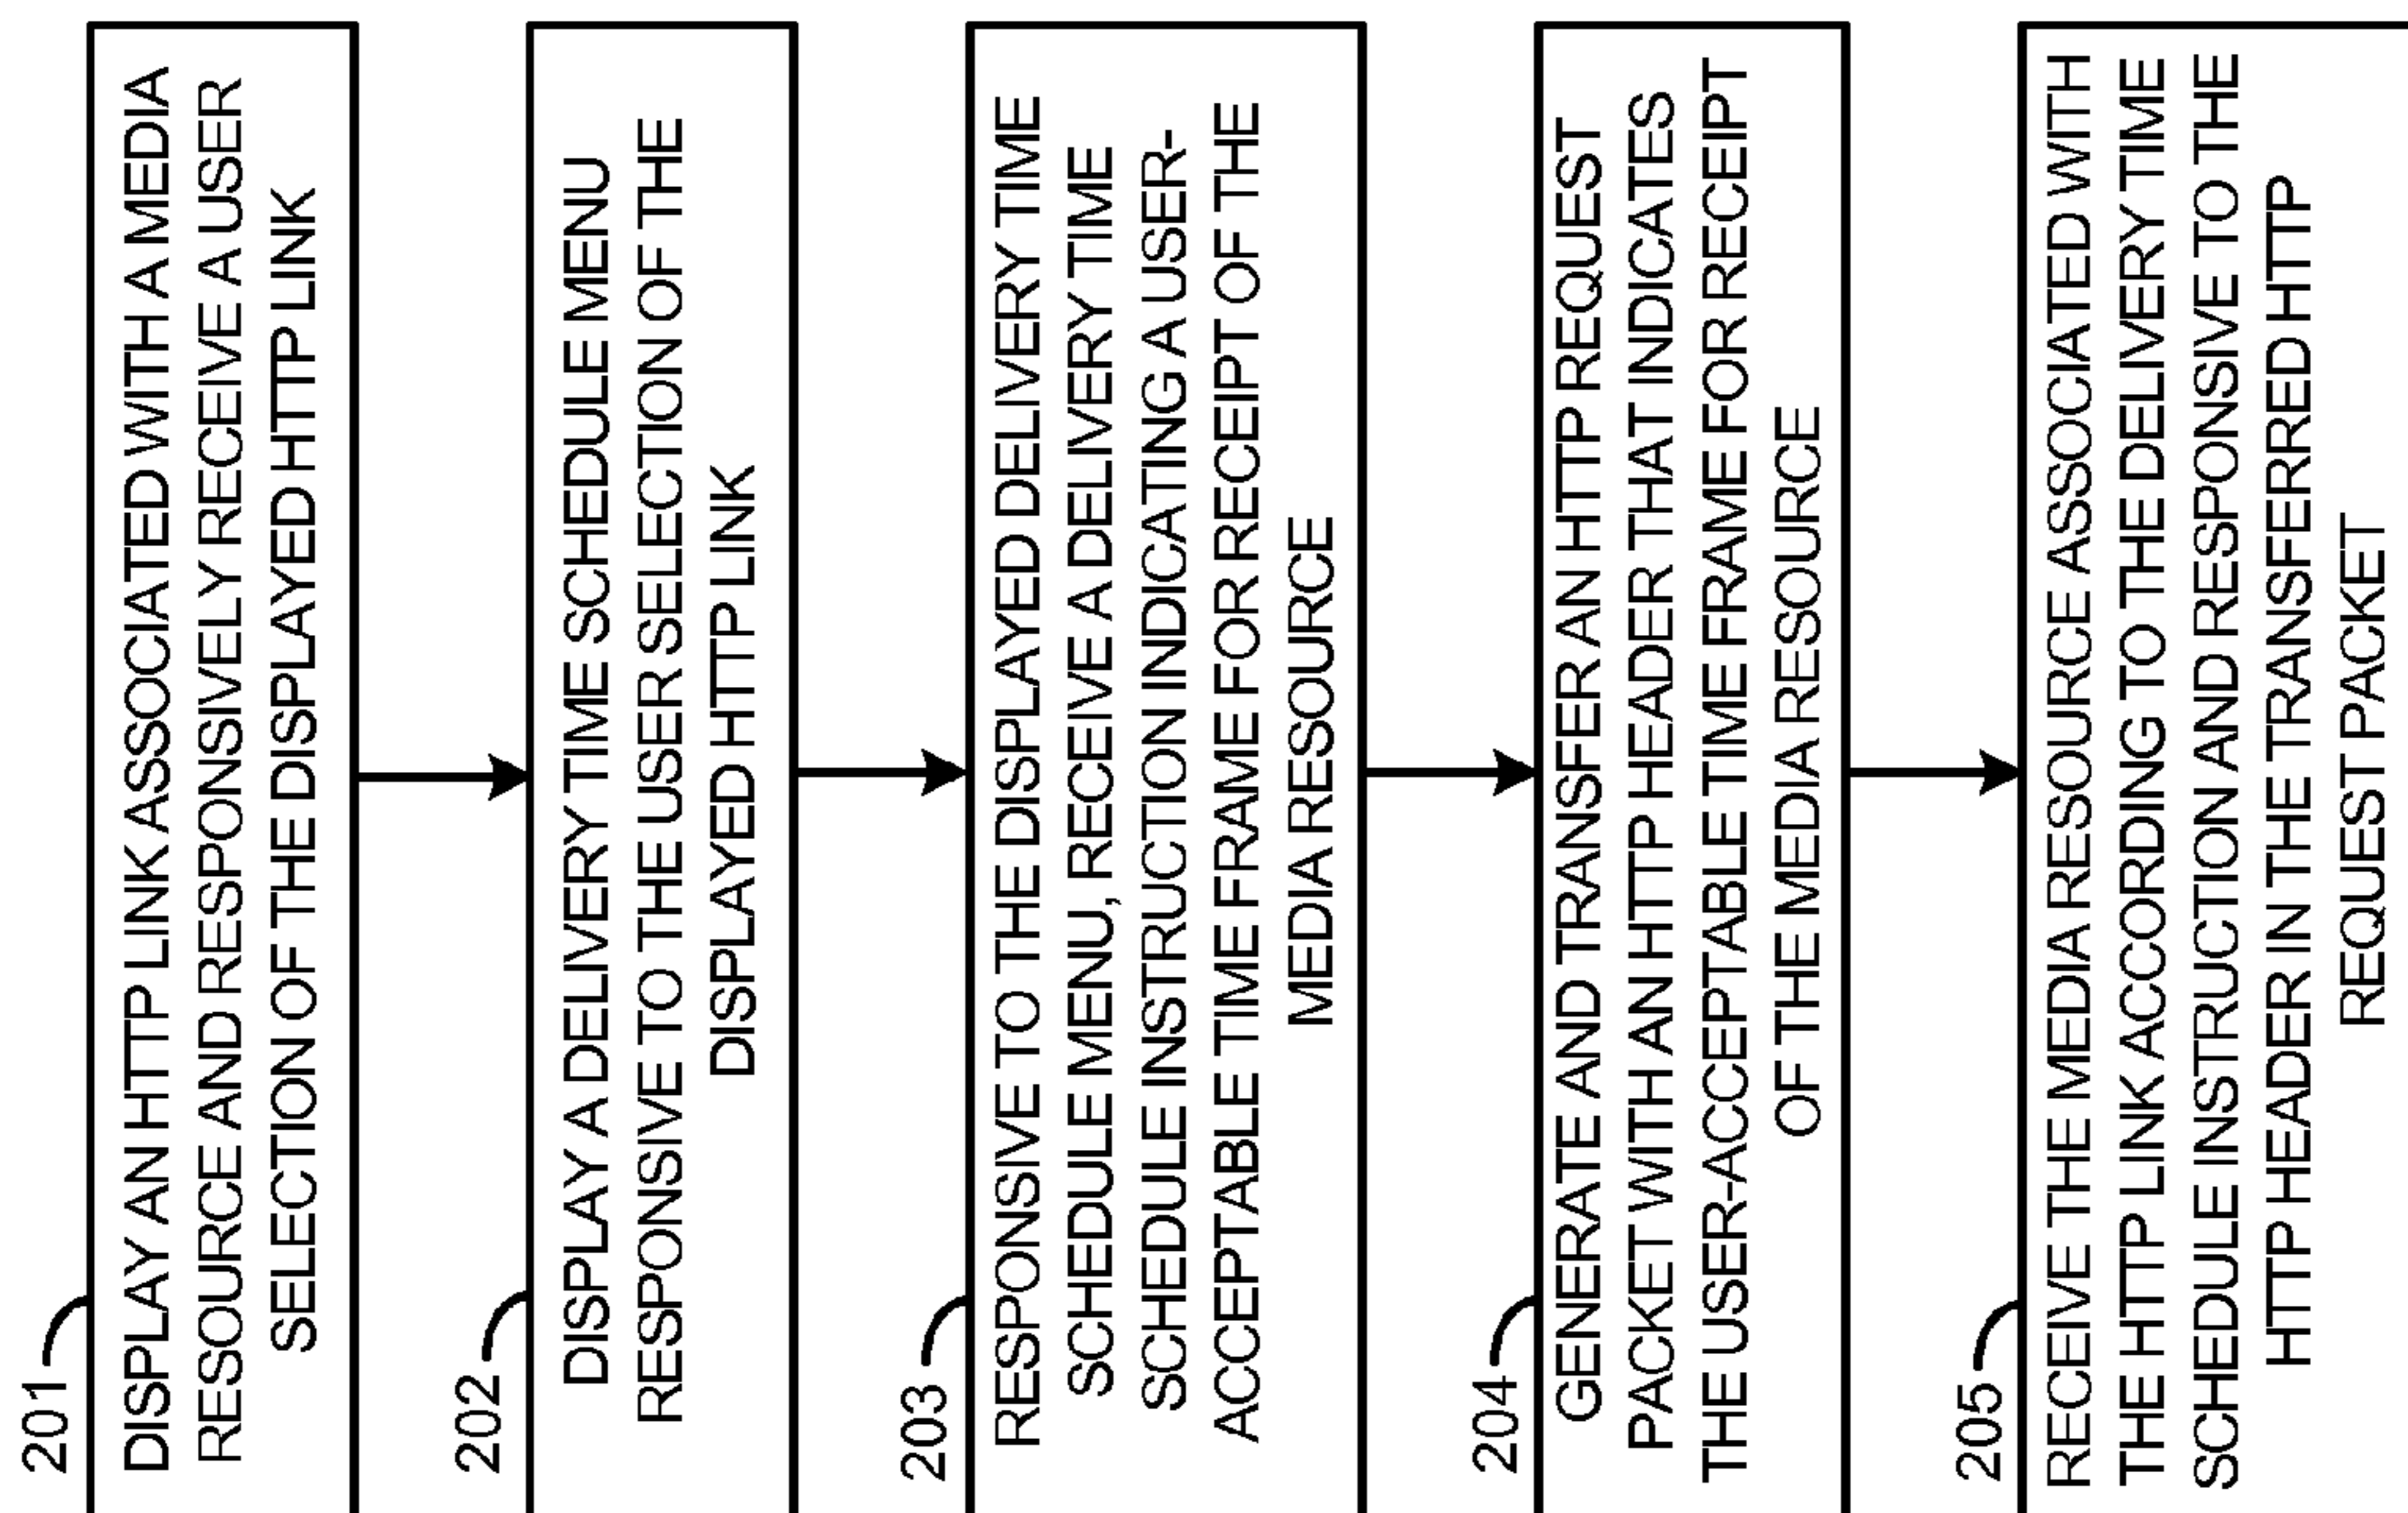 201
DISPLAY AN HTTP LINK ASSOCIATED WITH A MEDIA
RESOURCE AND RESPONSIVELY RECEIVE A USER
SELECTION OF THE DISPLAYED HTTP LINK
202
DISPLAY A DELIVERY TIME SCHEDULE MENU
RESPONSIVE TO THE USER SELECTION OF THE
DISPLAYED HTTP LINK
203
RESPONSIVE TO THE DISPLAYED DELIVERY TIME
SCHEDULE MENU, RECEIVE A DELIVERY TIME
SCHEDULE INSTRUCTION INDICATING A USER-
ACCEPTABLE TIME FRAME FOR RECEIPT OF THE
MEDIA RESOURCE
204
GENERATE AND TRANSFER AN HTTP REQUEST
PACKET WITH AN HTTP HEADER THAT INDICATES
THE USER-ACCEPTABLE TIME FRAME FOR RECEIPT
OF THE MEDIA RESOURCE
205
RECEIVE THE MEDIA RESOURCE ASSOCIATED WITH
THE HTTP LINK ACCORDING TO THE DELIVERY TIME
SCHEDULE INSTRUCTION AND RESPONSIVE TO THE
HTTP HEADER IN THE TRANSFERRED HTTP
REQUEST PACKET